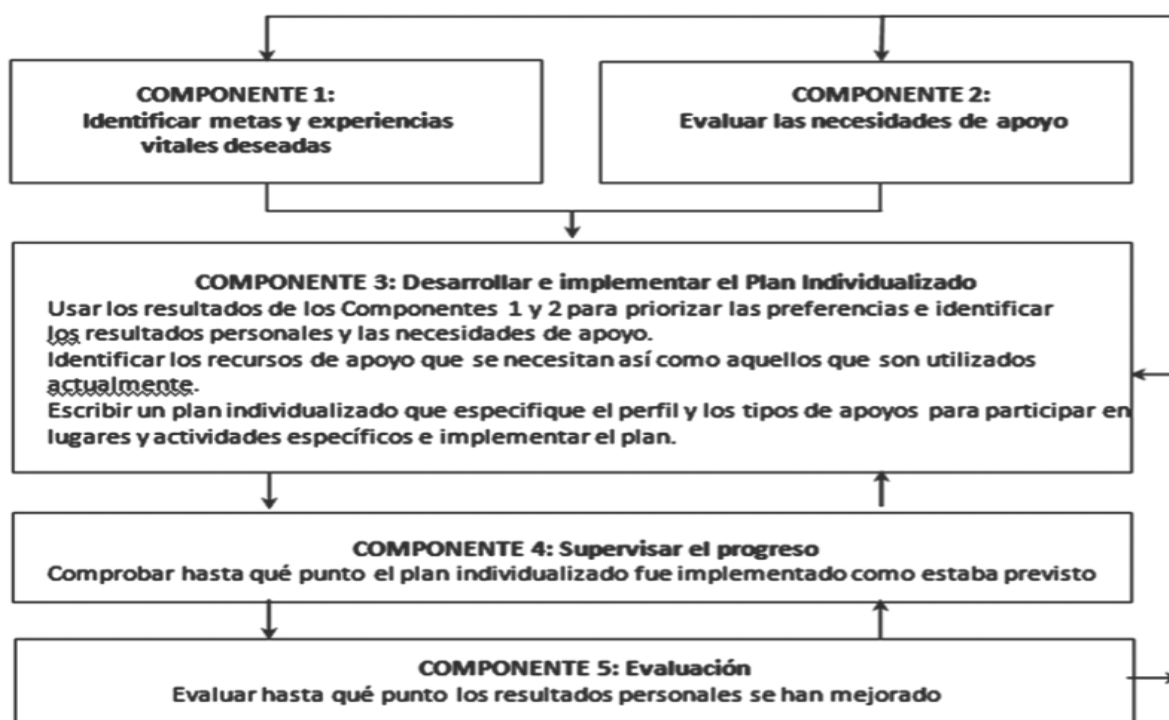 COMPONENTE 1:
Identificar metas y experiencias
vitales deseadas
COMPONENTE 2:
Evaluar las necesidades de apoyo
COMPONENTE 3: Desarrollar e implementar el Plan Individualizado
Usar los resultados de los Componentes 1 y 2 para priorizar las preferencias e identificar
los resultados personales y las necesidades de apoyo.
Identificar los recursos de apoyo que se necesitan así como aquellos que son utilizados
actualmente.
Escribir un plan individualizado que especifique el perfil y los tipos de apoyos para participar en
lugares y actividades específicos e implementar el plan.
COMPONENTE 4: Supervisar el progreso
Comprobar hasta qué punto el plan individualizado fue implementado como estaba previsto
COMPONENTE 5: Evaluación
Evaluar hasta qué punto los resultados personales se han mejorado